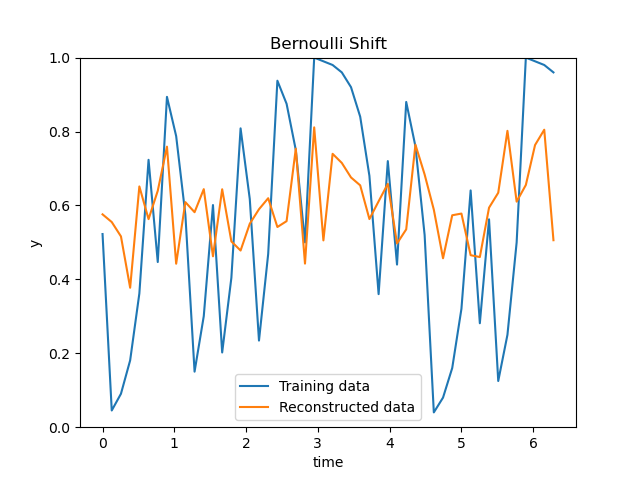 Bernoulli Shift
1.0
0.8
0.6
0.4
0.2
0.0
y
Training data
Reconstructed data
0 1 2 3 4 5 6
time